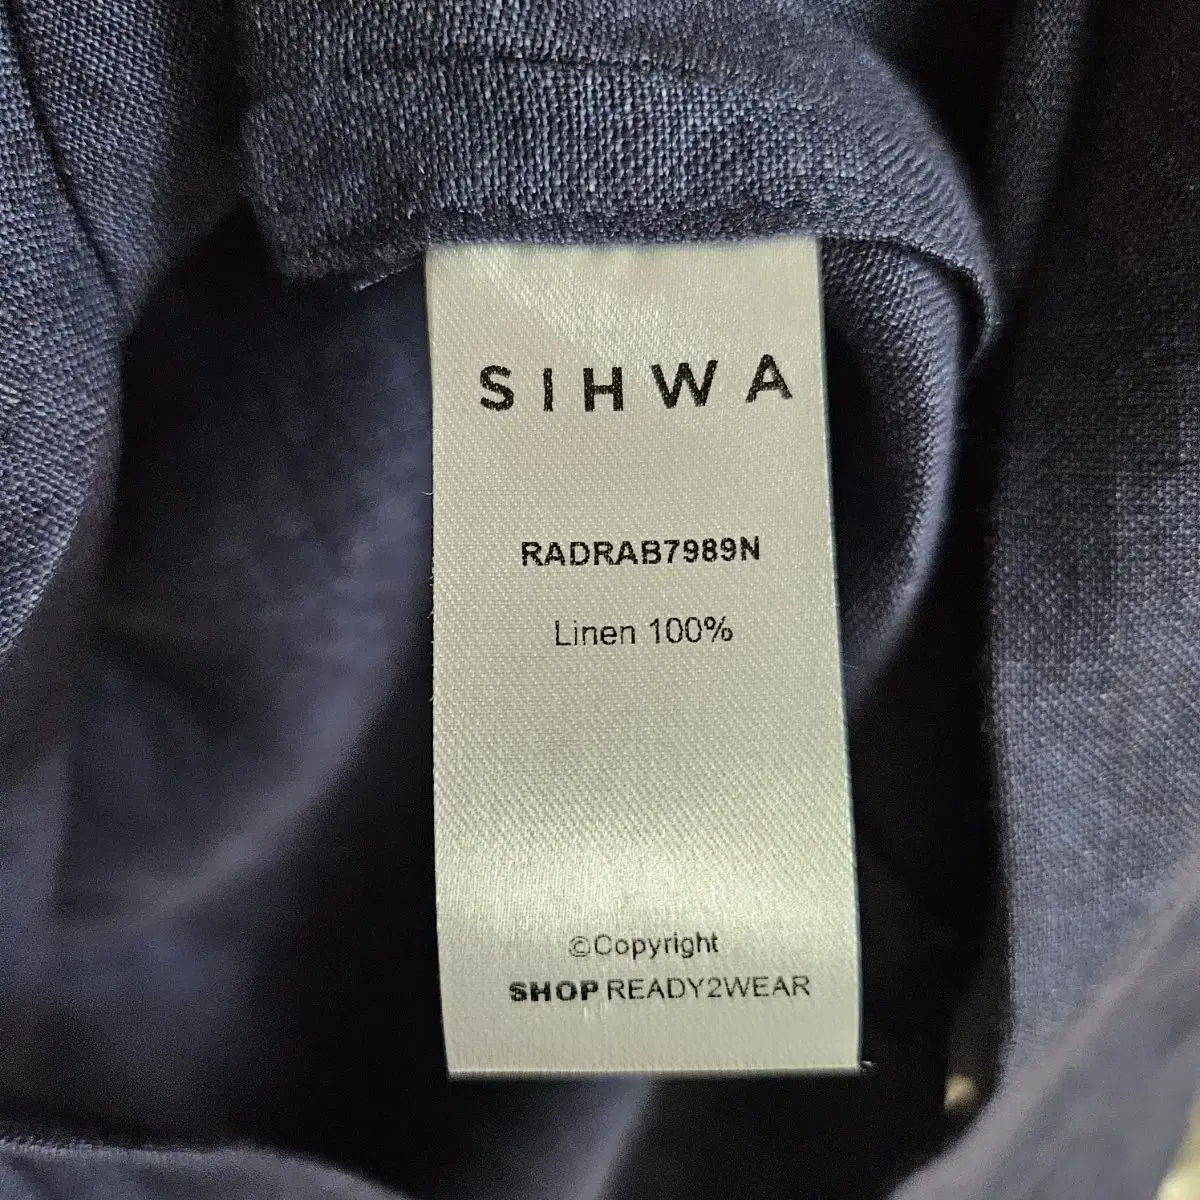 SIHWA
RADRAB7989N
Linen 100%
©Copyright
SHOP READY2WEAR